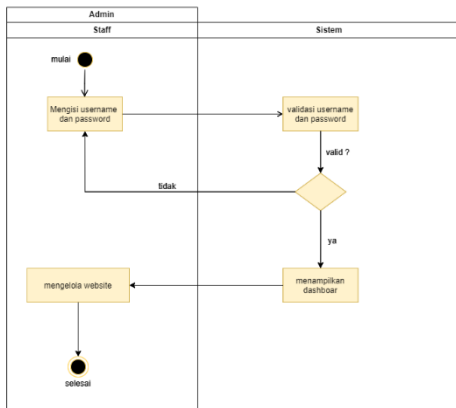 Admin
Staff
Sistem
mulai
Mengisi username
dan password
validasi username
dan password
valid ?
tidak
ya
mengelola website
menampilkan
dashboar
selesai